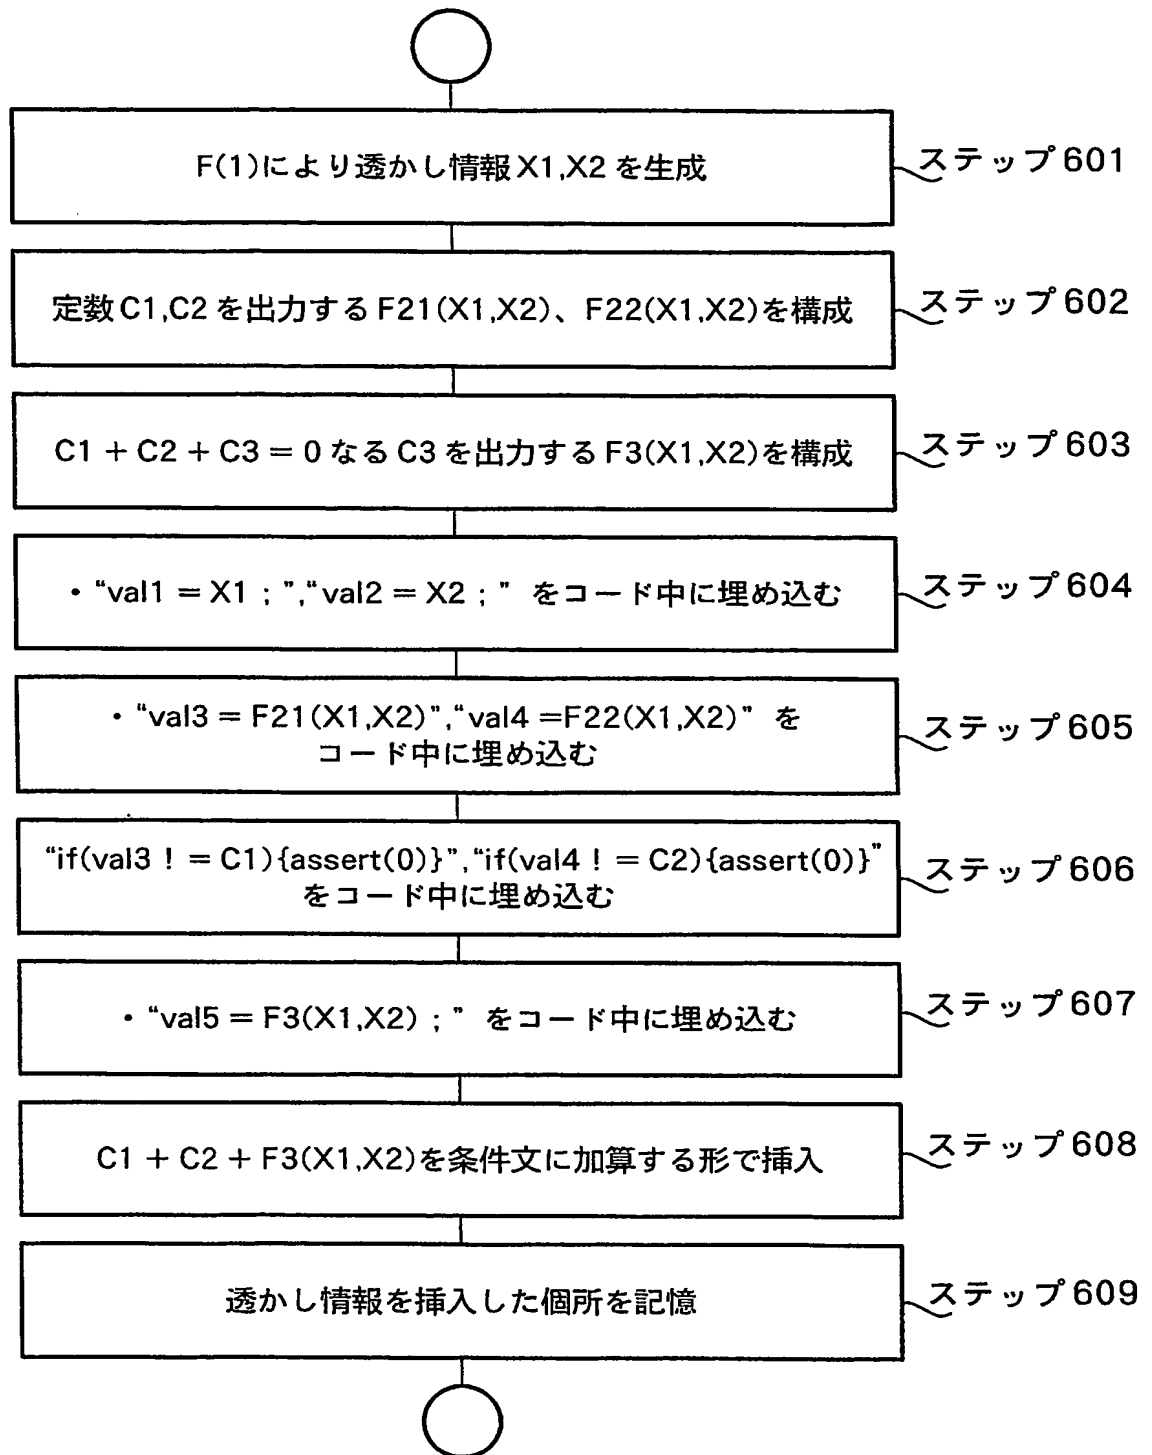 F(1)により透かし情報X1,X2を生成
ステップ601
定数C1,C2を出力するF21(X1,X2)、F22(X1,X2)を構成
ステップ602
C1＋C2＋C3＝0なるC3を出力するF3(X1,X2)を構成
ステップ603
・“val1＝X1；”,“val2＝X2；”をコード中に埋め込む
ステップ604
・“val3＝F21(X1,X2)”,“val4＝F22(X1,X2)”を
コード中に埋め込む
ステップ605
“if(val3！＝C1){assert(0)}”,“if(val4！＝C2){assert(0)}”
をコード中に埋め込む
ステップ606
・“val5＝F3(X1,X2)；”をコード中に埋め込む
ステップ607
C1＋C2＋F3(X1,X2)を条件文に加算する形で挿入
ステップ608
透かし情報を挿入した個所を記憶
ステップ609